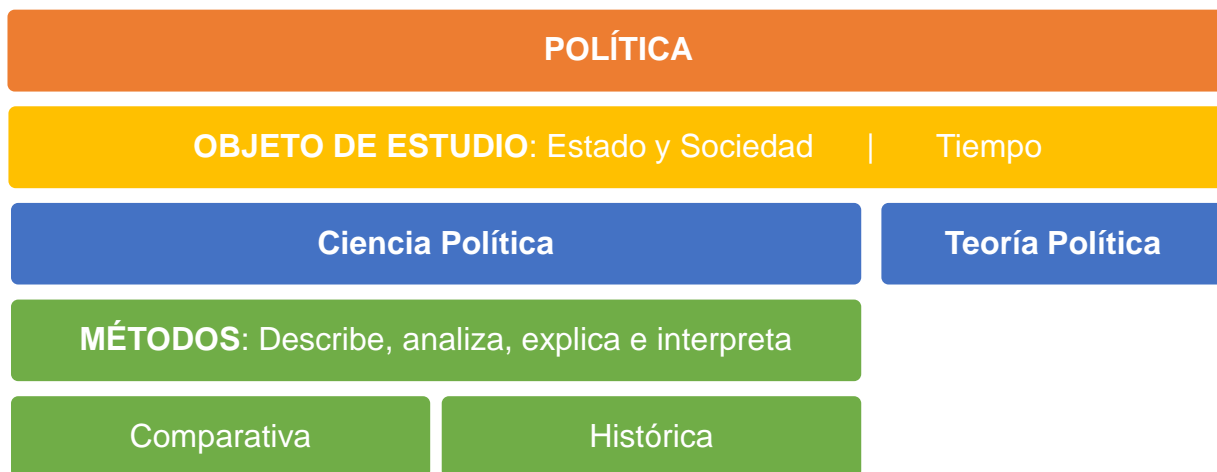 POLÍTICA
OBJETO DE ESTUDIO: Estado y Sociedad | Tiempo
Ciencia Política
Teoría Política
MÉTODOS: Describe, analiza, explica e interpreta
Comparativa
Histórica